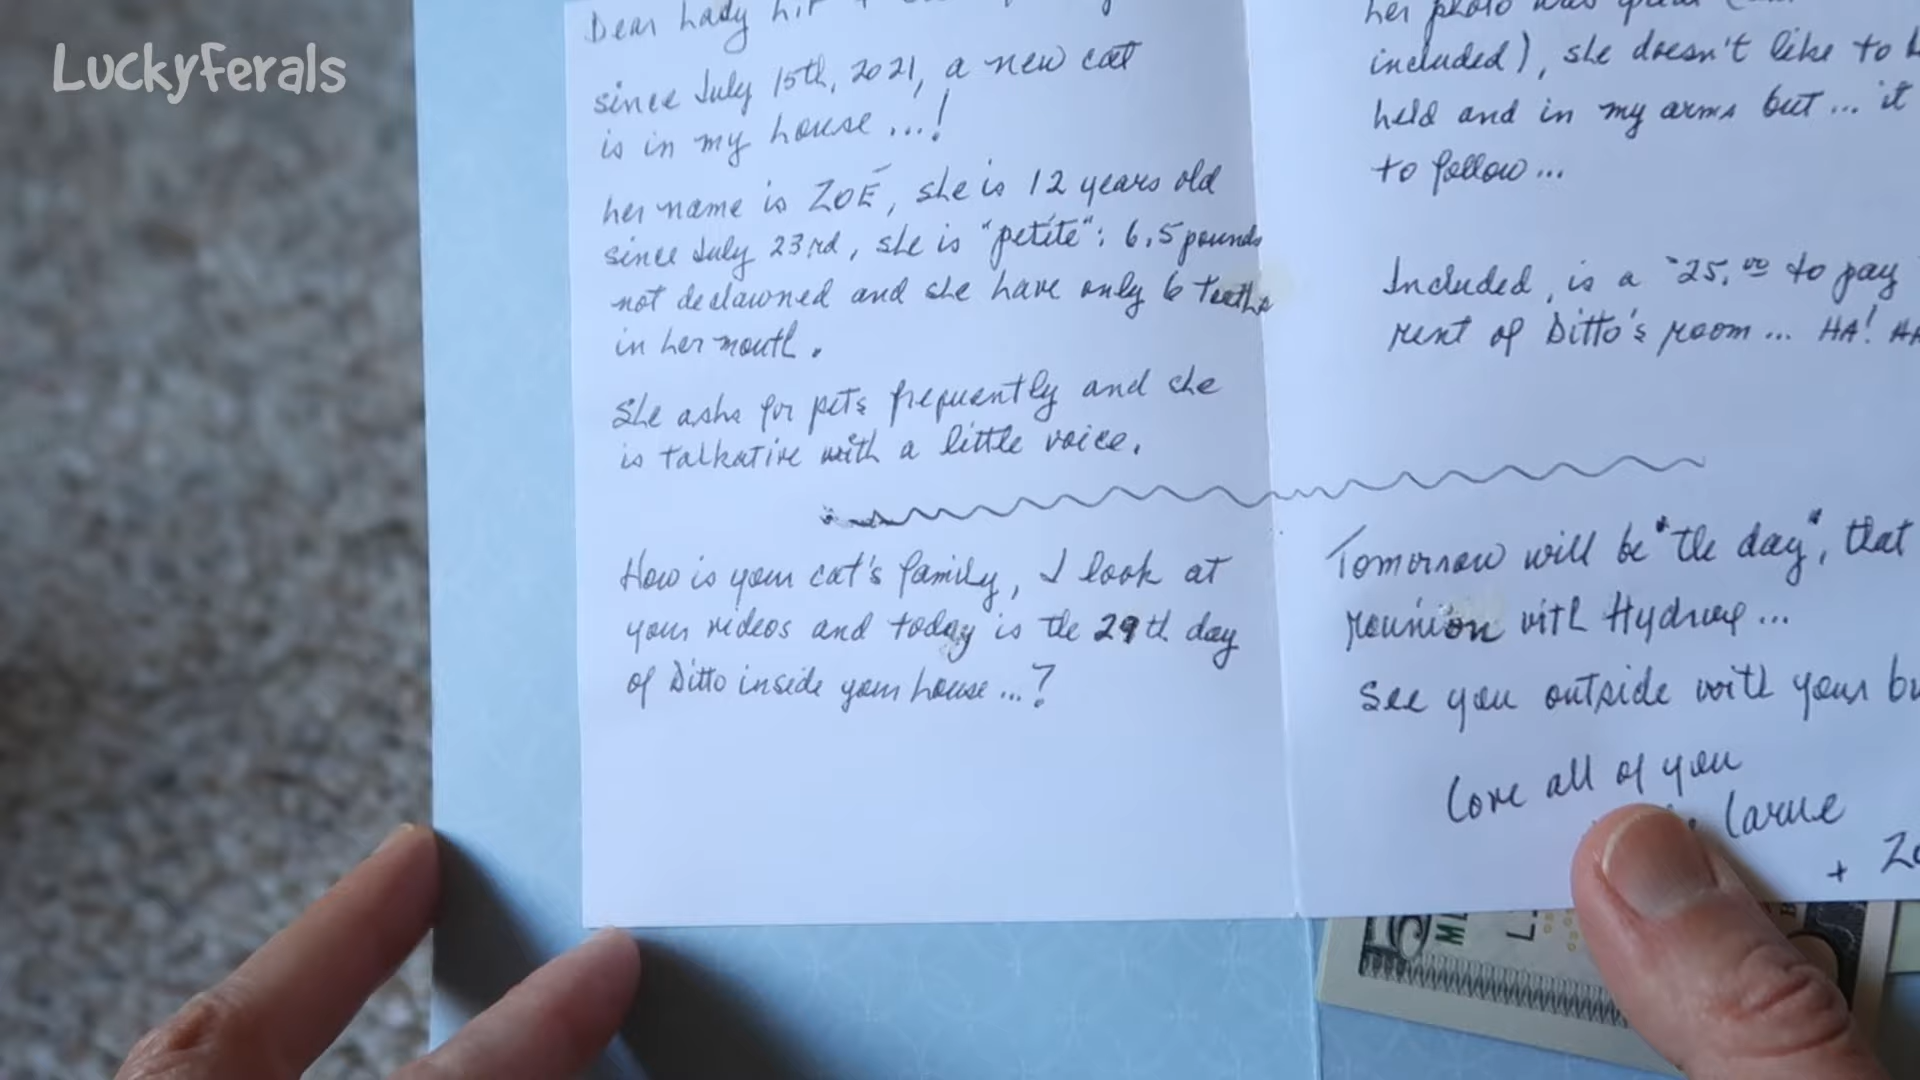 LuckyFerals
Dear Lady
since July 15th, 2021, a new cat
is in my house...!
her name is ZOÉ, she is 12 years old
since July 23rd, she is "petite": 6,5 pounds
not declawned and she have only 6 teeths
in her mouth.
She asks for pets frequently and she
is talkative with a little voice.
How is your cat's family, I look at
your videos and today is the 29th day
of Ditto inside your house...?
her photo was
included), she doesn't like to
held and in my arms but... it
to follow...
Included, is a 25.00 to pay
rent of Ditto's room... HA!
Tomorrow will be "the day", that
reunion with Hydrox...
see you outside with your
Love all of you
Larue
+
5